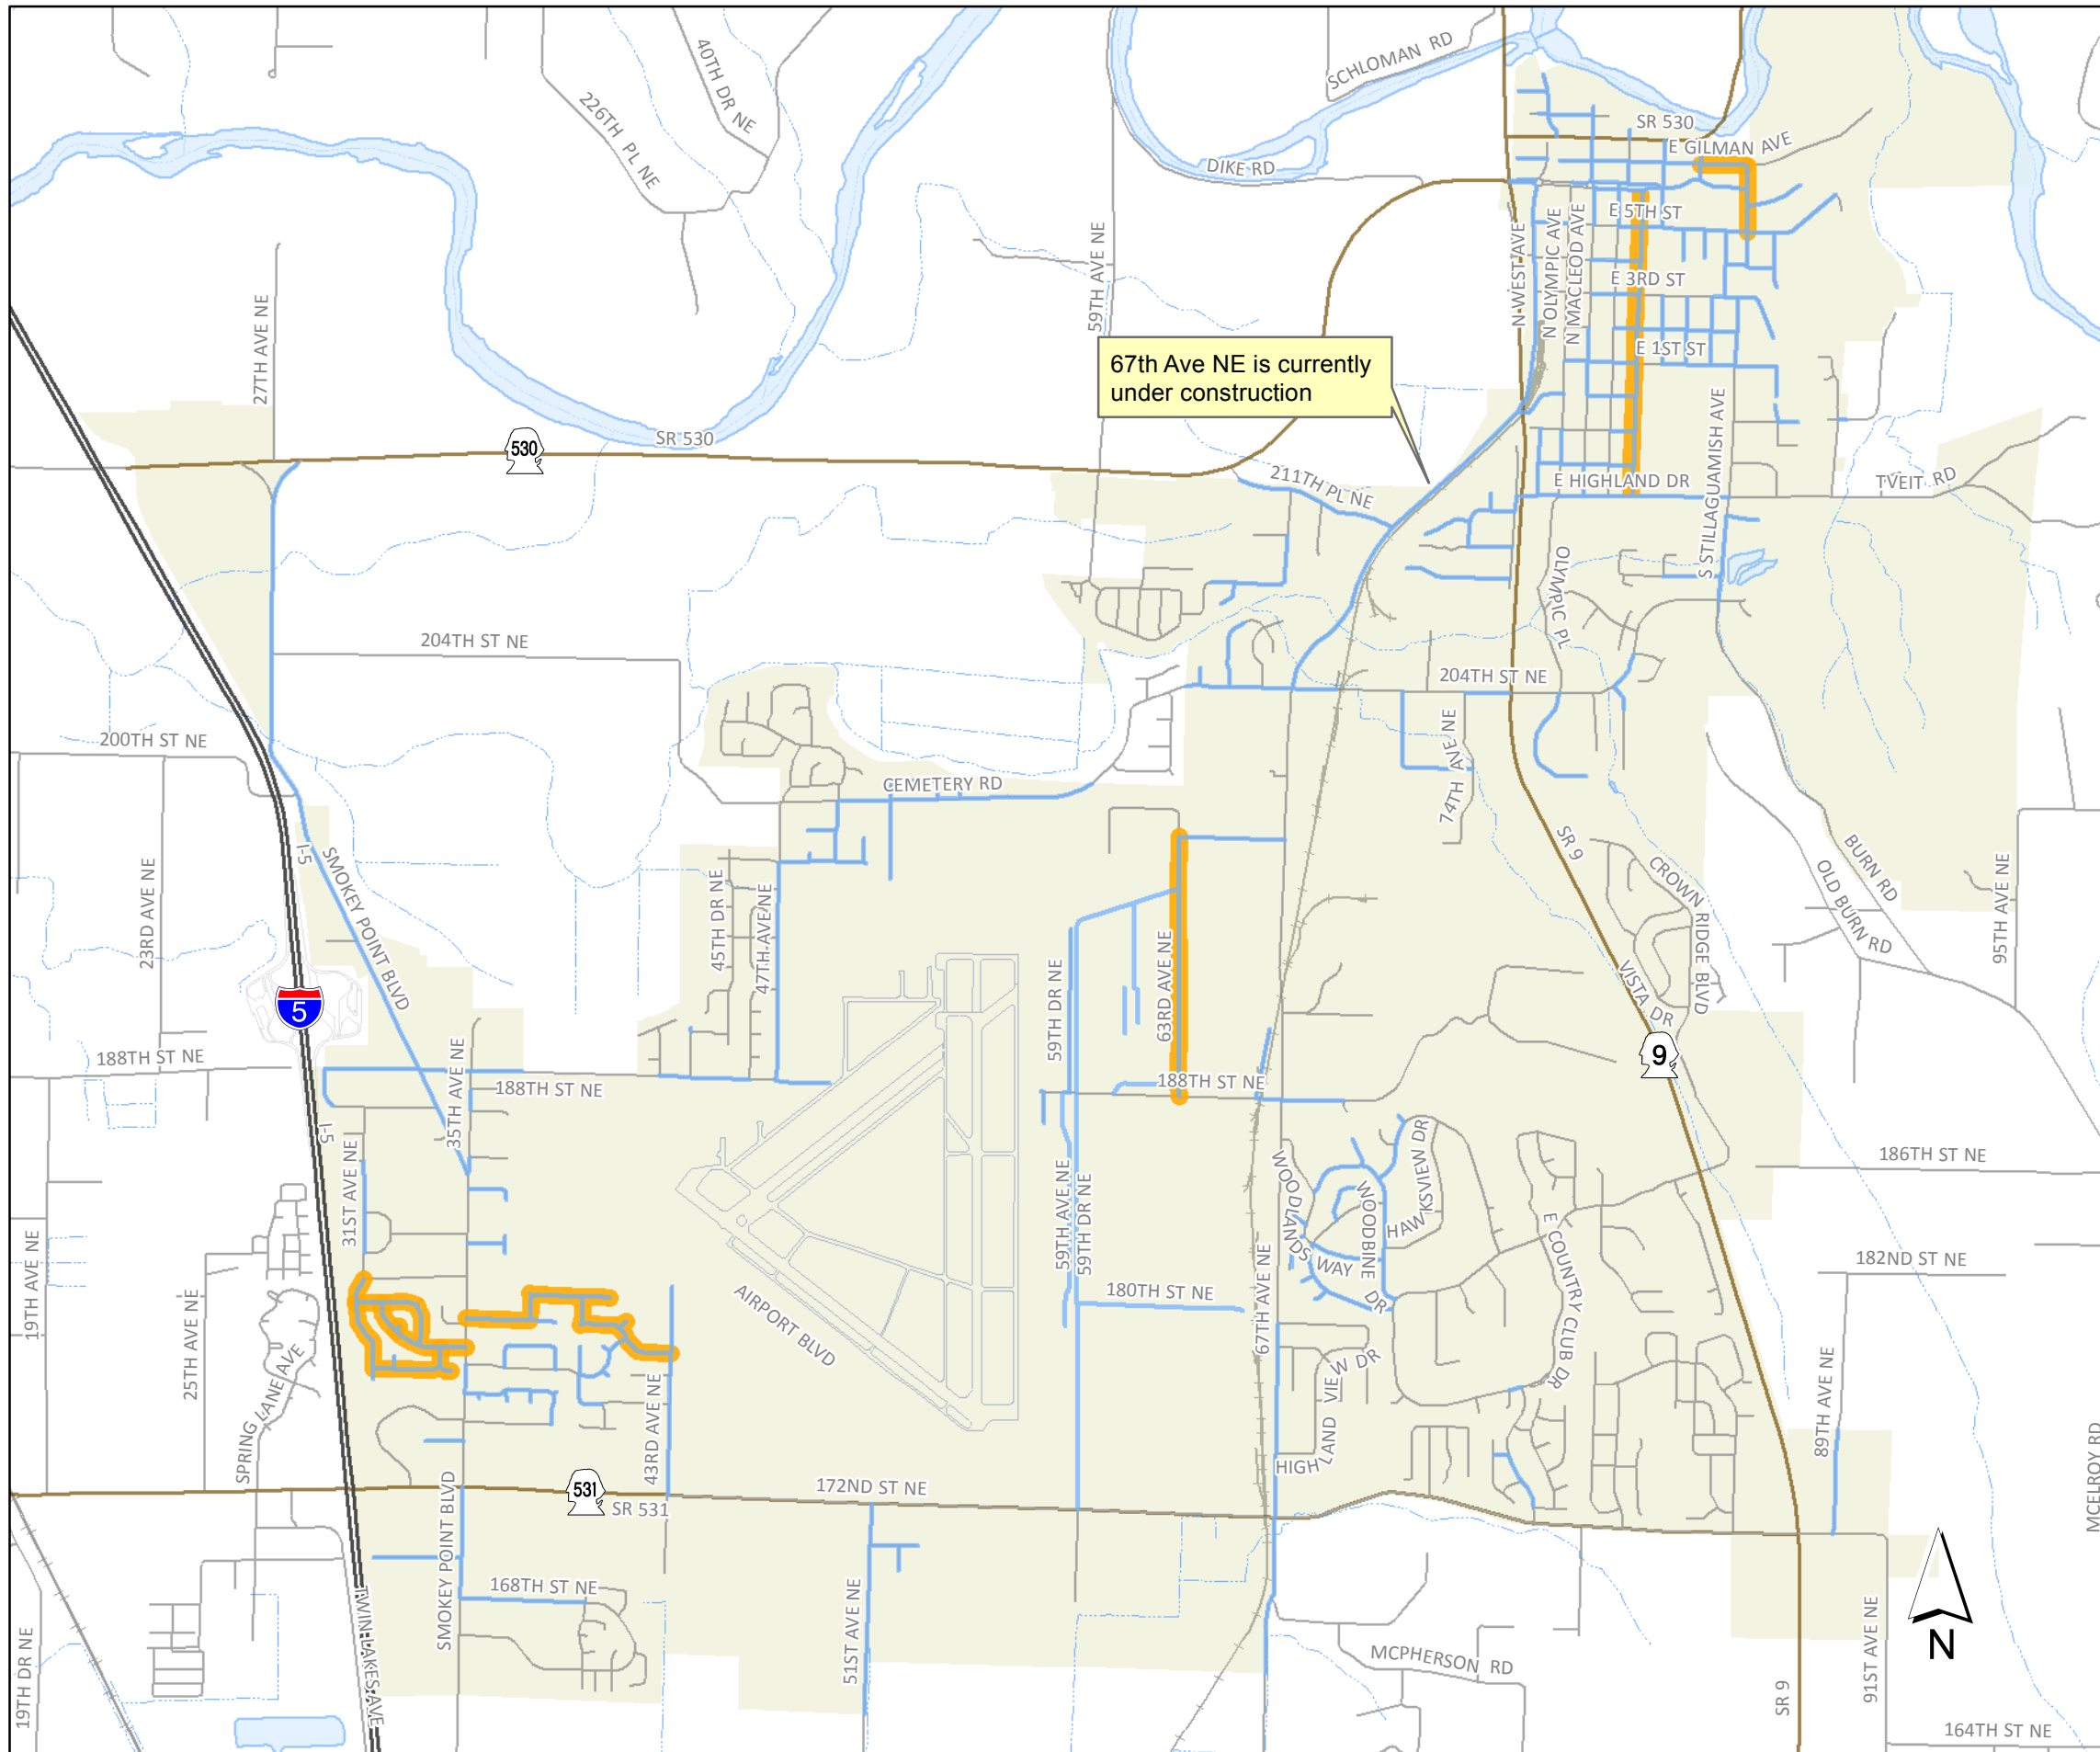 SCHLOMAN RD
40TH DR NE
226TH PL NE
SR 530
E GILMAN AVE
DIKE RD
E 5TH ST
59TH AVE NE
N WEST AVE
N OLYMPIC AVE
N MACLEOD AVE
E 3RD ST
27TH AVE NE
67th Ave NE is currently
under construction
E 1ST ST
SR 530
530
S STILLAGUAMISH AVE
211TH PL NE
E HIGHLAND DR
TVEIT RD
OLYMPIC PL
204TH ST NE
204TH ST NE
200TH ST NE
74TH AVE NE
CEMETERY RD
SR 9
I-5
SMOKEY POINT BLVD
23RD AVE NE
45TH DR NE
47TH AVE NE
CROWN RIDGE BLVD
BURN RD
OLD BURN RD
95TH AVE NE
63RD AVE NE
59TH DR NE
VISTA DR
5
9
188TH ST NE
35TH AVE NE
188TH ST NE
188TH ST NE
I-5
31ST AVE NE
WOODLANDS WAY
WOODBINE DR
HAWKSVIEW DR
186TH ST NE
59TH AVE NE
59TH DR NE
E COUNTRY CLUB DR
182ND ST NE
19TH AVE NE
25TH AVE NE
180TH ST NE
67TH AVE NE
AIRPORT BLVD
SPRING LANE AVE
43RD AVE NE
HIGHLAND VIEW DR
89TH AVE NE
MCELROY RD
531
SR 531
172ND ST NE
SMOKEY POINT BLVD
168TH ST NE
51ST AVE NE
TWIN LAKES AVE
19TH DR NE
MCPHERSON RD
91ST AVE NE
N
SR 9
164TH ST NE